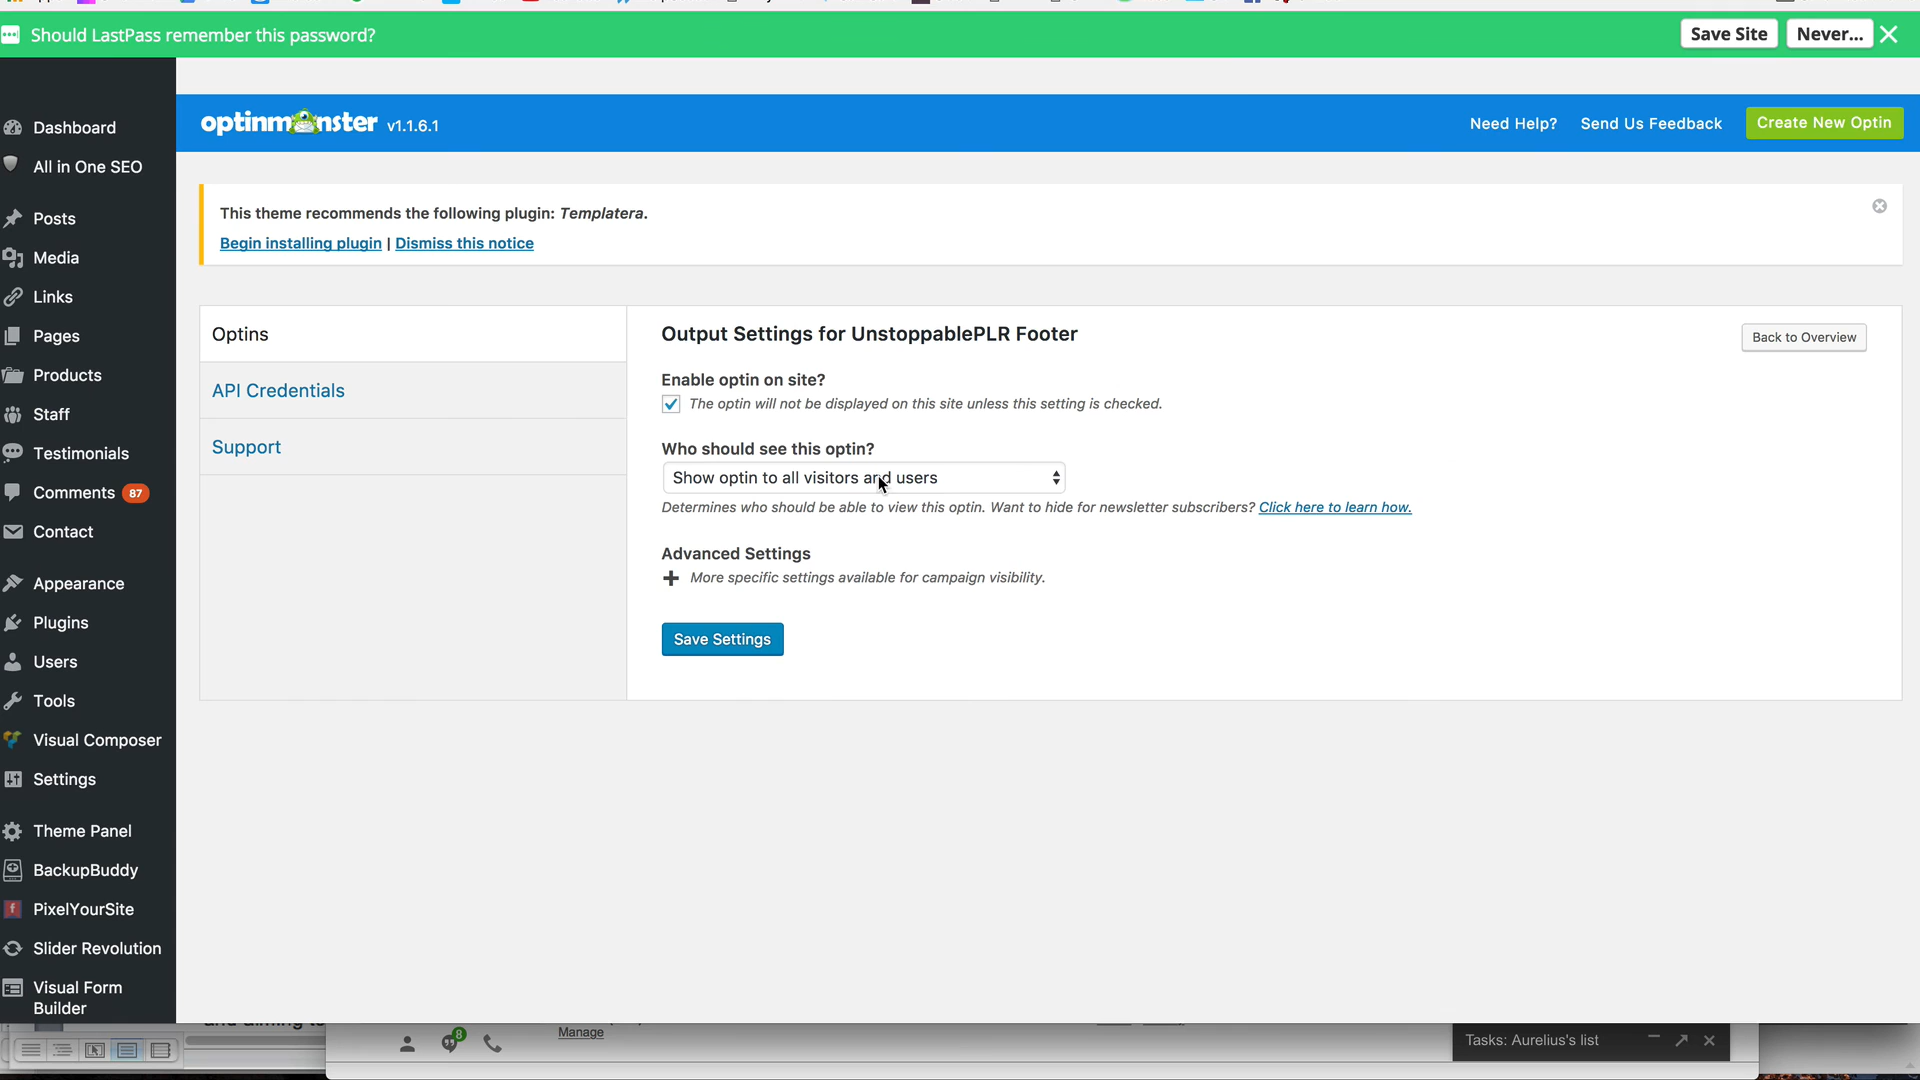 Should LastPass remember this password?
Save Site
Never...
optinmonster v1.1.6.1
Need Help?
Send Us Feedback
Create New Optin
Dashboard
All in One SEO
Posts
Media
Links
Pages
Products
Staff
Testimonials
Comments 87
Contact
Appearance
Plugins
Users
Tools
Visual Composer
Settings
Theme Panel
BackupBuddy
PixelYourSite
Slider Revolution
Visual Form
Builder
This theme recommends the following plugin: Templatera.
Begin installing plugin | Dismiss this notice
Optins
API Credentials
Support
Output Settings for UnstoppablePLR Footer
Back to Overview
Enable optin on site?
The optin will not be displayed on this site unless this setting is checked.
Who should see this optin?
Show optin to all visitors and users
Determines who should be able to view this optin. Want to hide for newsletter subscribers? Click here to learn how.
Advanced Settings
More specific settings available for campaign visibility.
Save Settings
8
Manage
Tasks: Aurelius's list